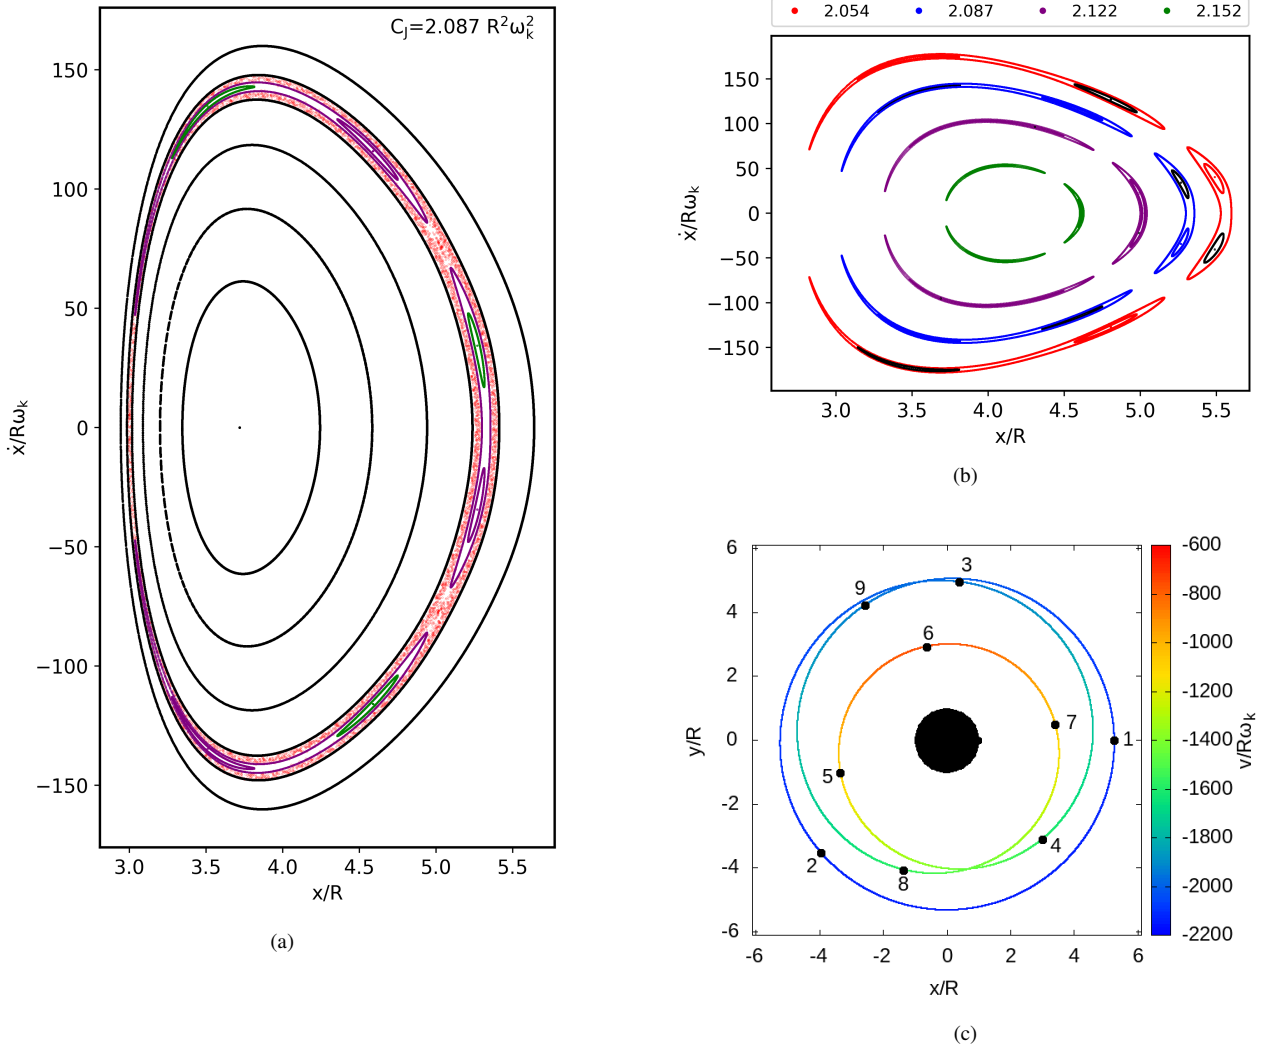 C_J=2.087 R²ω_k²
150
100
50
0
−50
−100
−150
3.0 3.5 4.0 4.5 5.0 5.5
ẋ/Rω_k
x/R
(a)
2.054 2.087 2.122 2.152
150
100
50
0
−50
−100
−150
3.0 3.5 4.0 4.5 5.0 5.5
ẋ/Rω_k
x/R
(b)
6
4
2
0
-2
-4
-6
-6 -4 -2 0 2 4 6
y/R
x/R
1
2
3
4
5
6
7
8
9
-600
-800
-1000
-1200
-1400
-1600
-1800
-2000
-2200
v/Rω_k
(c)